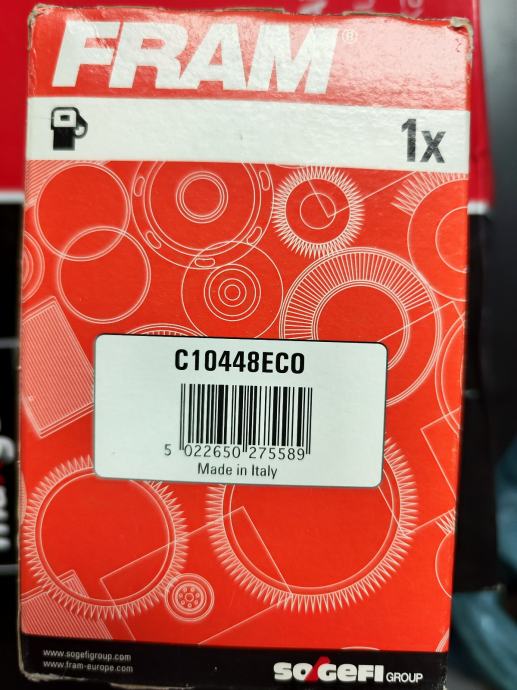 FRAM®
1x
C10448ECO
5 022650 275589
Made in Italy
www.sogefigroup.com
www.fram-europe.com
SOGEFI GROUP